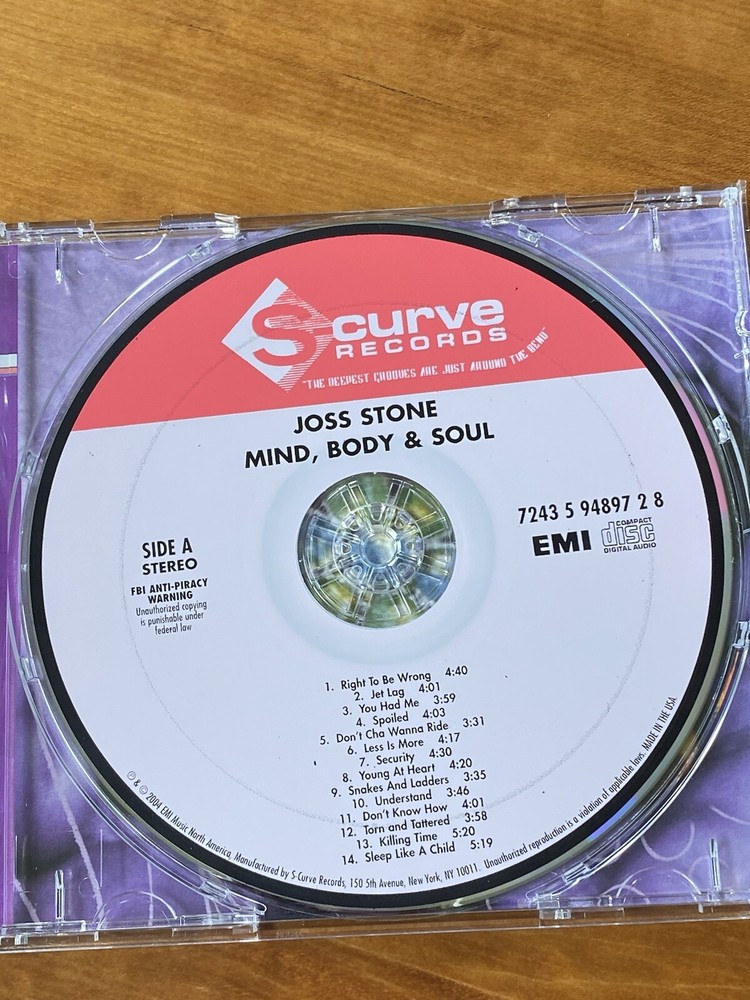 S curve
RECORDS
"THE DEEPEST GROOVES ARE JUST AROUND THE BEND"
JOSS STONE
MIND, BODY & SOUL
7243 5 94897 2 8
EMI COMPACT disc DIGITAL AUDIO
SIDE A
STEREO
FBI ANTI-PIRACY
WARNING
Unauthorized copying
is punishable under
federal law
1. Right To Be Wrong 4:40
2. Jet Lag 4:01
3. You Had Me 3:59
4. Spoiled 4:03
5. Don't Cha Wanna Ride 3:31
6. Less Is More 4:17
7. Security 4:30
8. Young At Heart 4:20
9. Snakes And Ladders 3:35
10. Understand 3:46
11. Don't Know How 4:01
12. Torn and Tattered 3:58
13. Killing Time 5:20
14. Sleep Like A Child 5:19
℗ & © 2004 EMI Music North America, Manufactured by S-Curve Records, 150 5th Avenue, New York, NY 10011. Unauthorized reproduction is a violation of applicable laws. MADE IN THE USA.